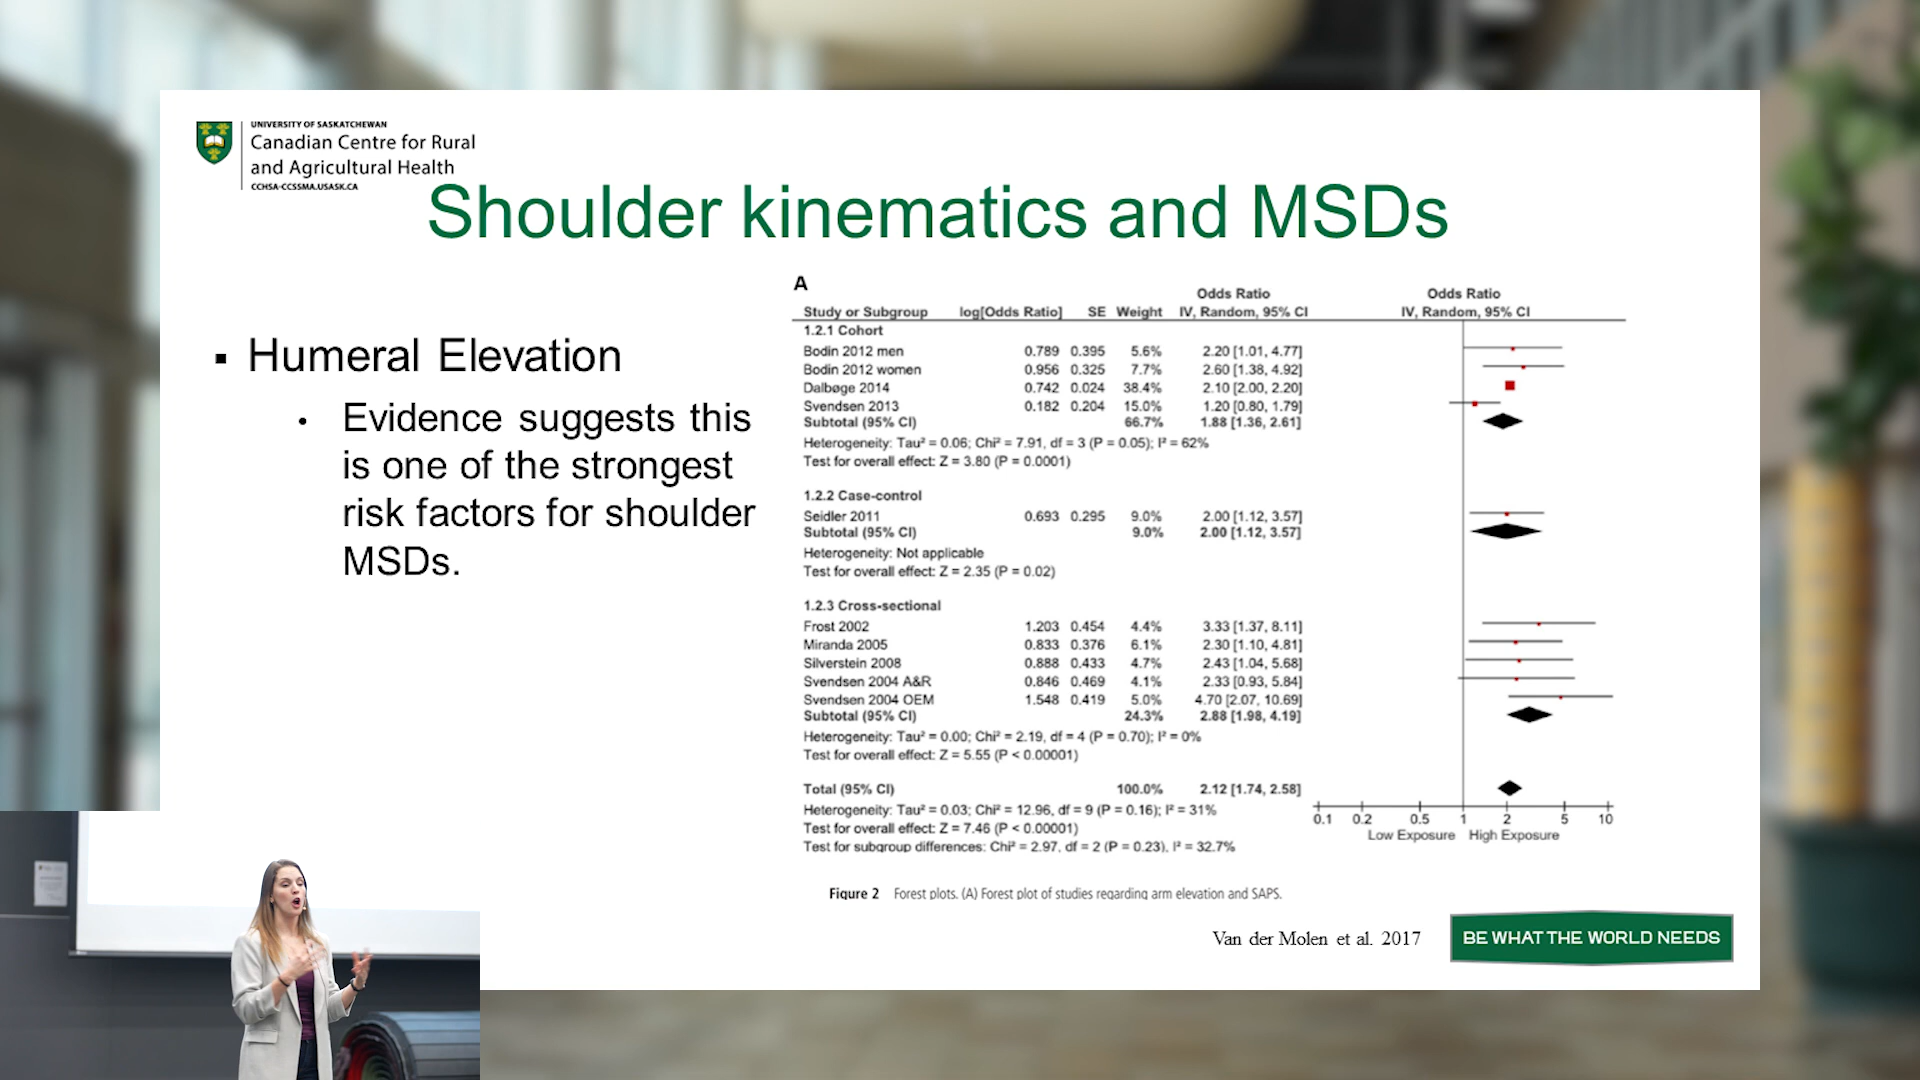 UNIVERSITY OF SASKATCHEWAN
Canadian Centre for Rural
and Agricultural Health
CCHSA-CCSSMA.USASK.CA
Shoulder kinematics and MSDs
▪ Humeral Elevation
• Evidence suggests this
is one of the strongest
risk factors for shoulder
MSDs.
A
Odds Ratio Odds Ratio
Study or Subgroup log[Odds Ratio] SE Weight IV, Random, 95% CI IV, Random, 95% CI
1.2.1 Cohort
Bodin 2012 men 0.789 0.395 5.6% 2.20 [1.01, 4.77]
Bodin 2012 women 0.956 0.325 7.7% 2.60 [1.38, 4.92]
Dalbøge 2014 0.742 0.024 38.4% 2.10 [2.00, 2.20]
Svendsen 2013 0.182 0.204 15.0% 1.20 [0.80, 1.79]
Subtotal (95% CI) 66.7% 1.88 [1.36, 2.61]
Heterogeneity: Tau² = 0.06; Chi² = 7.91, df = 3 (P = 0.05); I² = 62%
Test for overall effect: Z = 3.80 (P = 0.0001)
1.2.2 Case-control
Seidler 2011 0.693 0.295 9.0% 2.00 [1.12, 3.57]
Subtotal (95% CI) 9.0% 2.00 [1.12, 3.57]
Heterogeneity: Not applicable
Test for overall effect: Z = 2.35 (P = 0.02)
1.2.3 Cross-sectional
Frost 2002 1.203 0.454 4.4% 3.33 [1.37, 8.11]
Miranda 2005 0.833 0.376 6.1% 2.30 [1.10, 4.81]
Silverstein 2008 0.888 0.433 4.7% 2.43 [1.04, 5.68]
Svendsen 2004 A&R 0.846 0.469 4.1% 2.33 [0.93, 5.84]
Svendsen 2004 OEM 1.548 0.419 5.0% 4.70 [2.07, 10.69]
Subtotal (95% CI) 24.3% 2.88 [1.98, 4.19]
Heterogeneity: Tau² = 0.00; Chi² = 2.19, df = 4 (P = 0.70); I² = 0%
Test for overall effect: Z = 5.55 (P < 0.00001)
Total (95% CI) 100.0% 2.12 [1.74, 2.58]
Heterogeneity: Tau² = 0.03; Chi² = 12.96, df = 9 (P = 0.16); I² = 31%
Test for overall effect: Z = 7.46 (P < 0.00001)
Test for subgroup differences: Chi² = 2.97, df = 2 (P = 0.23), I² = 32.7%
0.1 0.2 0.5 1 2 5 10
Low Exposure High Exposure
Figure 2 Forest plots. (A) Forest plot of studies regarding arm elevation and SAPS.
Van der Molen et al. 2017
BE WHAT THE WORLD NEEDS